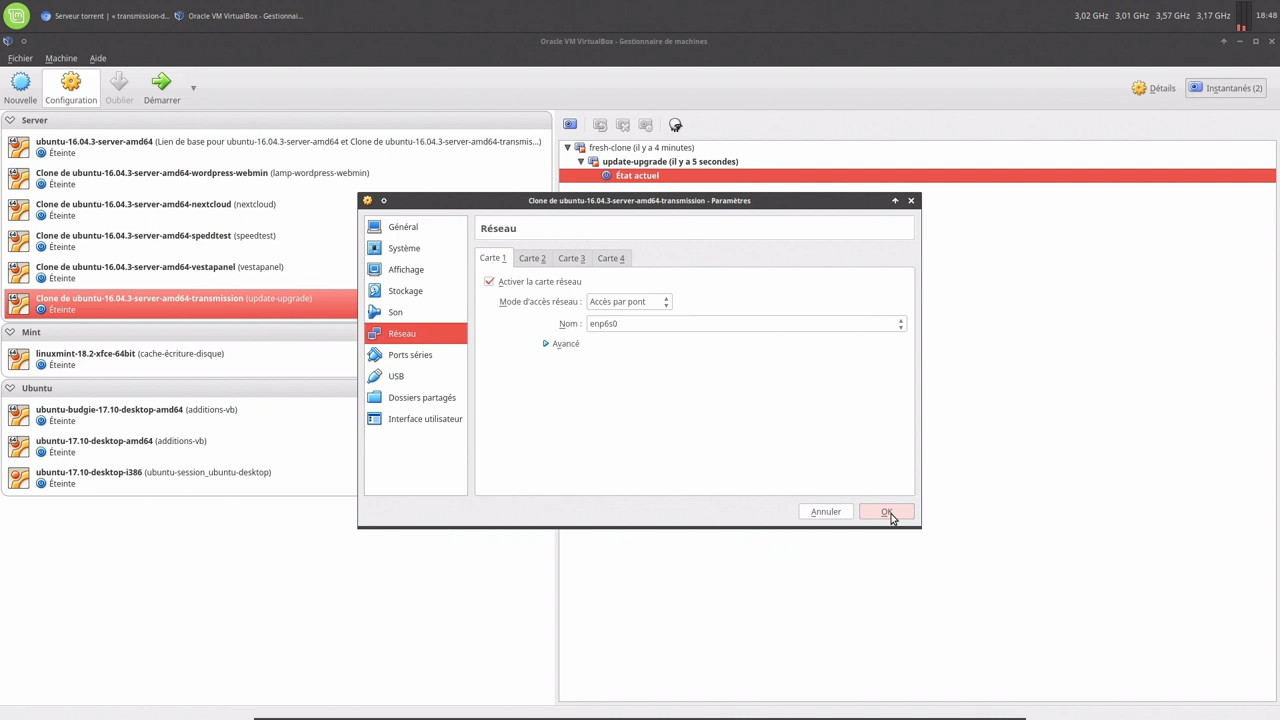 Serveur torrent | « transmission-d...
Oracle VM VirtualBox - Gestionnai...
3,02 GHz 3,01 GHz 3,57 GHz 3,17 GHz
18:48
Oracle VM VirtualBox - Gestionnaire de machines
Fichier Machine Aide
Nouvelle Configuration Oublier Démarrer
Détails Instantanés (2)
Server
ubuntu-16.04.3-server-amd64 (Lien de base pour ubuntu-16.04.3-server-amd64 et Clone de ubuntu-16.04.3-server-amd64-transmis...)
Éteinte
Clone de ubuntu-16.04.3-server-amd64-wordpress-webmin (lamp-wordpress-webmin)
Éteinte
Clone de ubuntu-16.04.3-server-amd64-nextcloud (nextcloud)
Éteinte
Clone de ubuntu-16.04.3-server-amd64-speddtest (speedtest)
Éteinte
Clone de ubuntu-16.04.3-server-amd64-vestapanel (vestapanel)
Éteinte
Clone de ubuntu-16.04.3-server-amd64-transmission (update-upgrade)
Éteinte
Mint
linuxmint-18.2-xfce-64bit (cache-écriture-disque)
Éteinte
Ubuntu
ubuntu-budgie-17.10-desktop-amd64 (additions-vb)
Éteinte
ubuntu-17.10-desktop-amd64 (additions-vb)
Éteinte
ubuntu-17.10-desktop-i386 (ubuntu-session_ubuntu-desktop)
Éteinte
fresh-clone (il y a 4 minutes)
update-upgrade (il y a 5 secondes)
État actuel
Clone de ubuntu-16.04.3-server-amd64-transmission - Paramètres
Général
Système
Affichage
Stockage
Son
Réseau
Ports séries
USB
Dossiers partagés
Interface utilisateur
Réseau
Carte 1 Carte 2 Carte 3 Carte 4
Activer la carte réseau
Mode d'accès réseau : Accès par pont
Nom : enp6s0
Avancé
Annuler OK